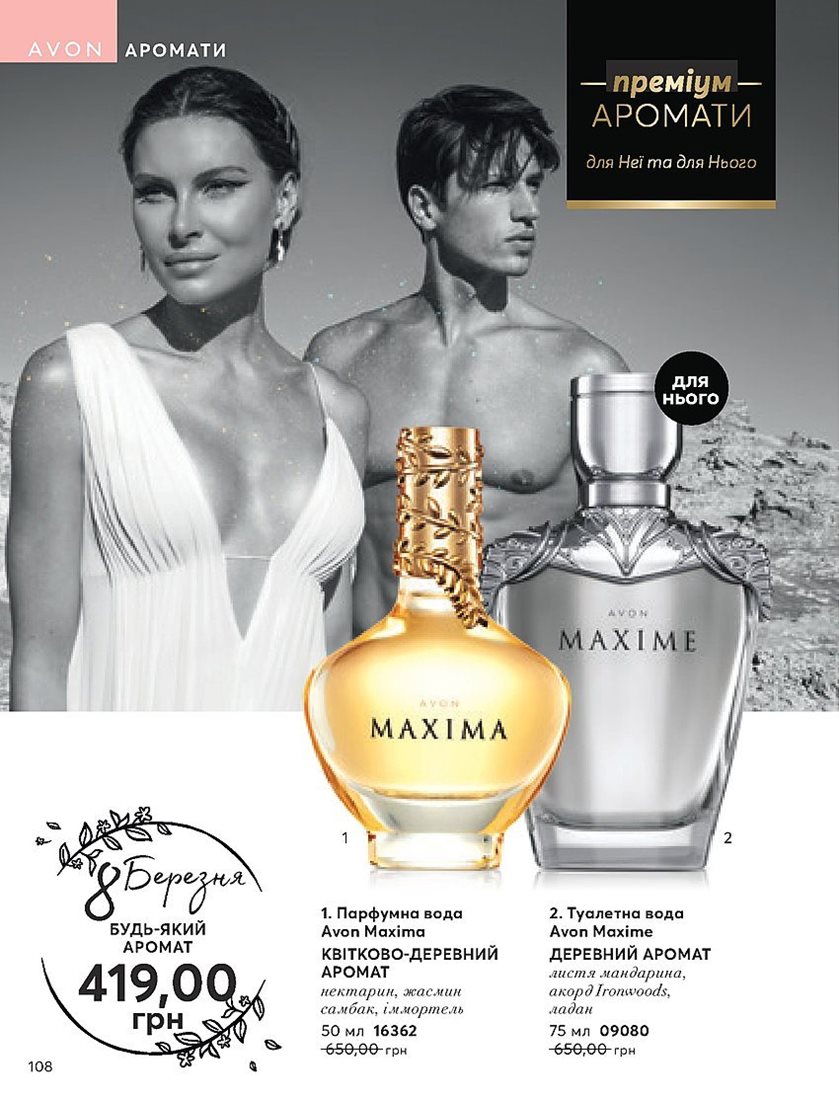 AVON АРОМАТИ
преміум
АРОМАТИ
для Неї та для Нього
ДЛЯ
НЬОГО
AVON
MAXIME
AVON
MAXIMA
1
2
8 Березня
БУДЬ-ЯКИЙ
АРОМАТ
419,00
грн
1. Парфумна вода
Avon Maxima
КВІТКОВО-ДЕРЕВНИЙ
АРОМАТ
нектарин, жасмин
самбак, іммортель
50 мл 16362
650,00 грн
2. Туалетна вода
Avon Maxime
ДЕРЕВНИЙ АРОМАТ
листя мандарина,
акорд Ironwoods,
ладан
75 мл 09080
650,00 грн
108